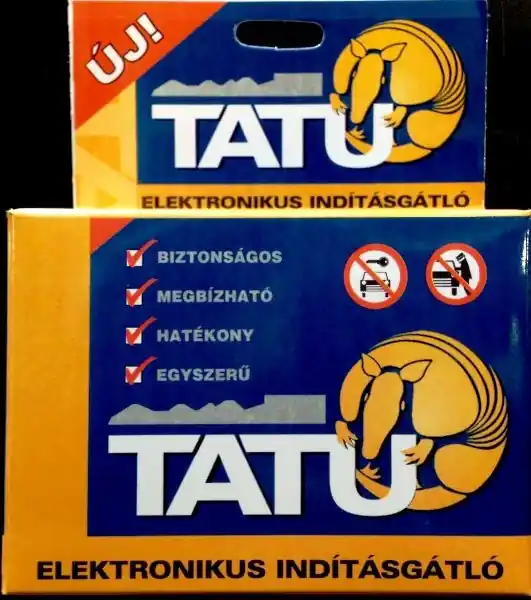 ÚJ!
TATU
ELEKTRONIKUS INDÍTÁSGÁTLÓ
BIZTONSÁGOS
MEGBÍZHATÓ
HATÉKONY
EGYSZERŰ
TATU
ELEKTRONIKUS INDÍTÁSGÁTLÓ